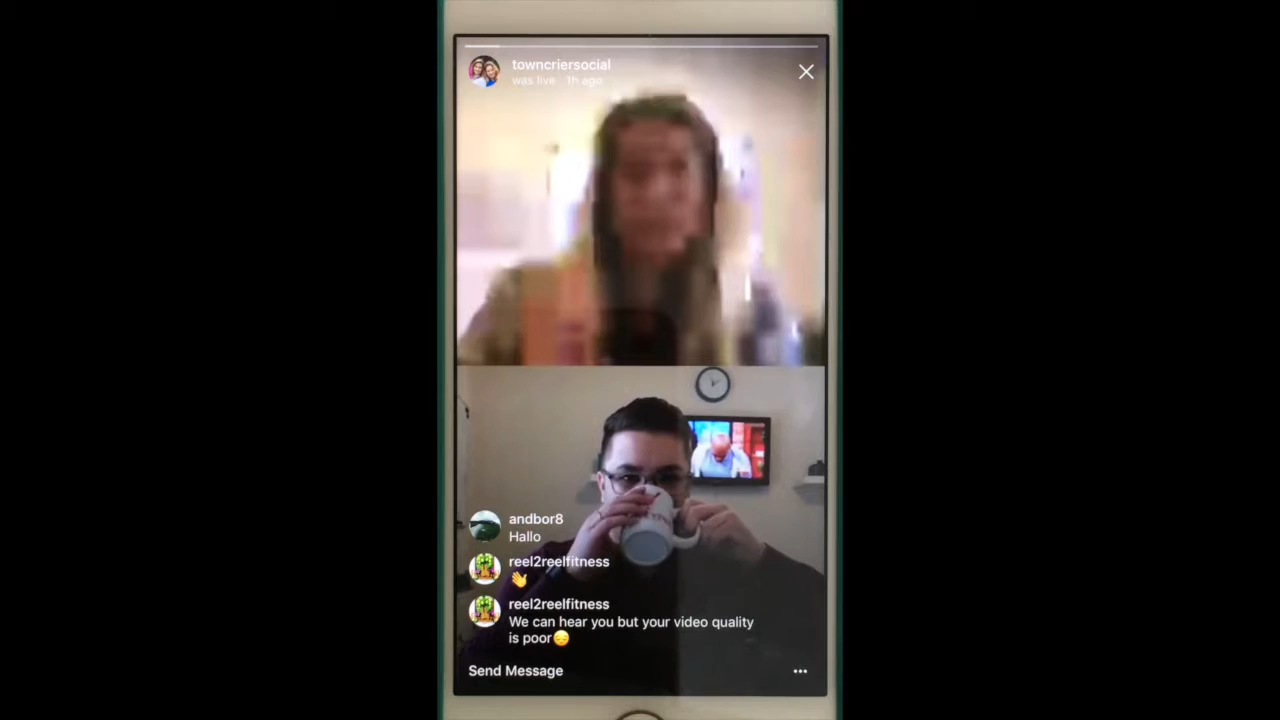 towncriersocial
was live · 1h ago
andbor8
Hallo
reel2reelfitness
👋
reel2reelfitness
We can hear you but your video quality
is poor😔
Send Message